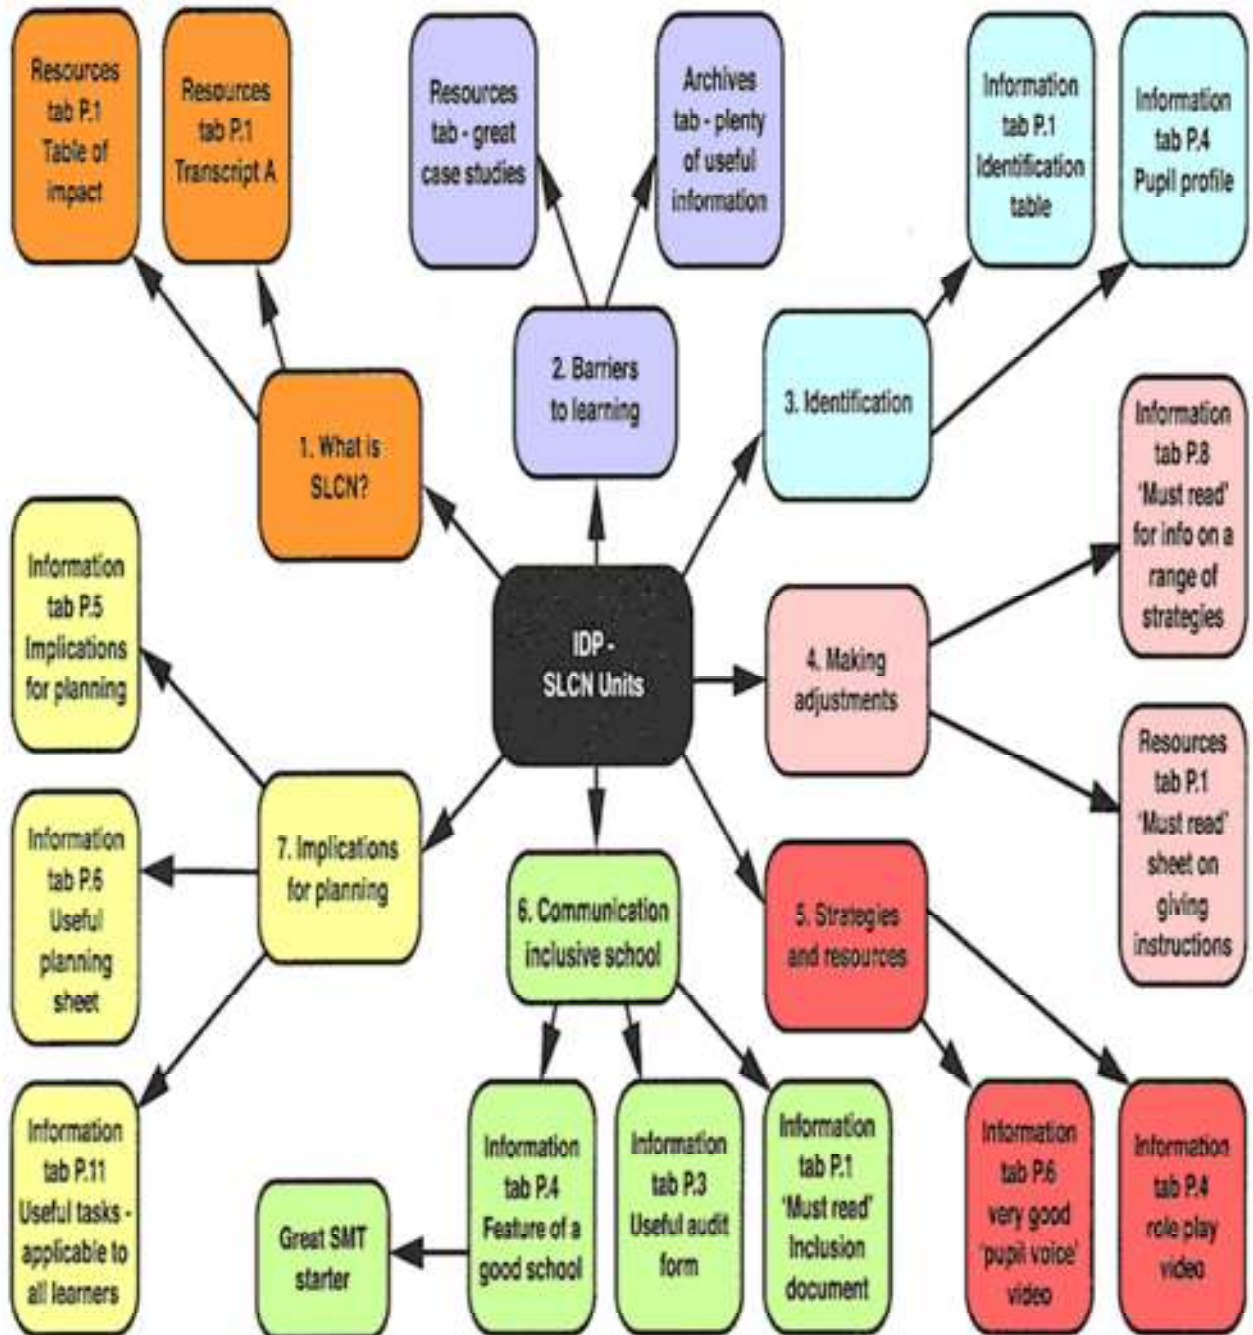 Resources
tab P.1
Table of
impact
Resources
tab P.1
Transcript A
Resources
tab - great
case studies
Archives
tab - plenty
of useful
information
Information
tab P.1
Identification
table
Information
tab P.4
Pupil profile
1. What is
SLCN?
2. Barriers
to learning
3. Identification
Information
tab P.8
'Must read'
for info on a
range of
strategies
Information
tab P.5
Implications
for planning
IDP -
SLCN Units
4. Making
adjustments
Resources
tab P.1
'Must read'
sheet on
giving
instructions
Information
tab P.6
Useful
planning
sheet
7. Implications
for planning
6. Communication
inclusive school
5. Strategies
and resources
Information
tab P.11
Useful tasks -
applicable to
all learners
Great SMT
starter
Information
tab P.4
Feature of a
good school
Information
tab P.3
Useful audit
form
Information
tab P.1
'Must read'
Inclusion
document
Information
tab P.6
very good
'pupil voice'
video
Information
tab P.4
role play
video